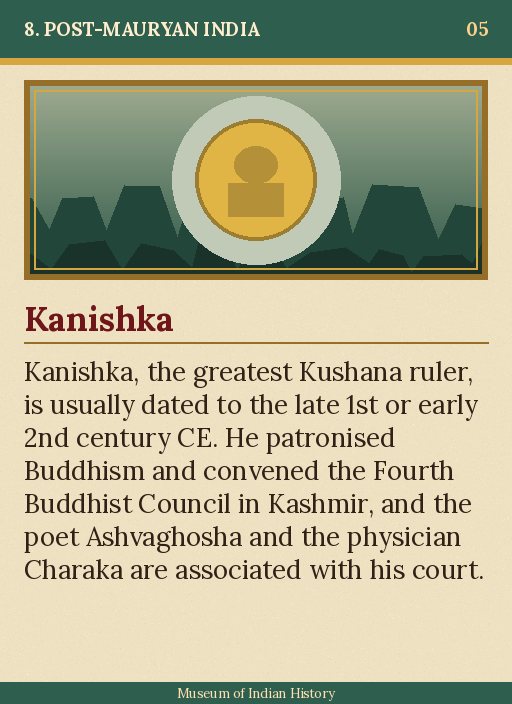 8. POST-MAURYAN INDIA
05
Kanishka
Kanishka, the greatest Kushana ruler,
is usually dated to the late 1st or early
2nd century CE. He patronised
Buddhism and convened the Fourth
Buddhist Council in Kashmir, and the
poet Ashvaghosha and the physician
Charaka are associated with his court.
Museum of Indian History